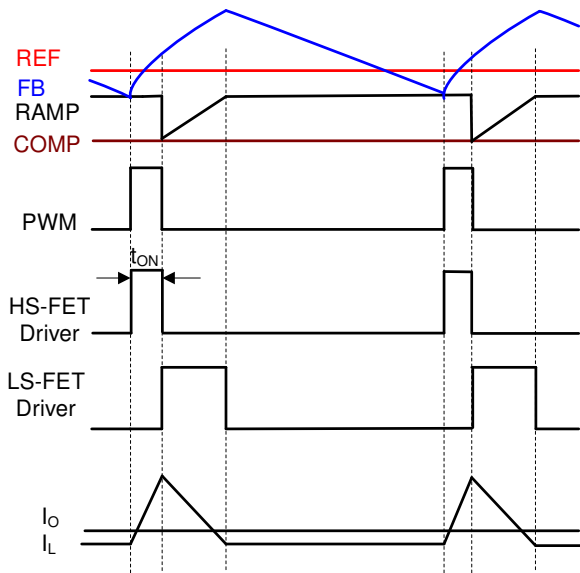 REF
FB
RAMP
COMP
PWM
tON
HS-FET
Driver
LS-FET
Driver
IO
IL